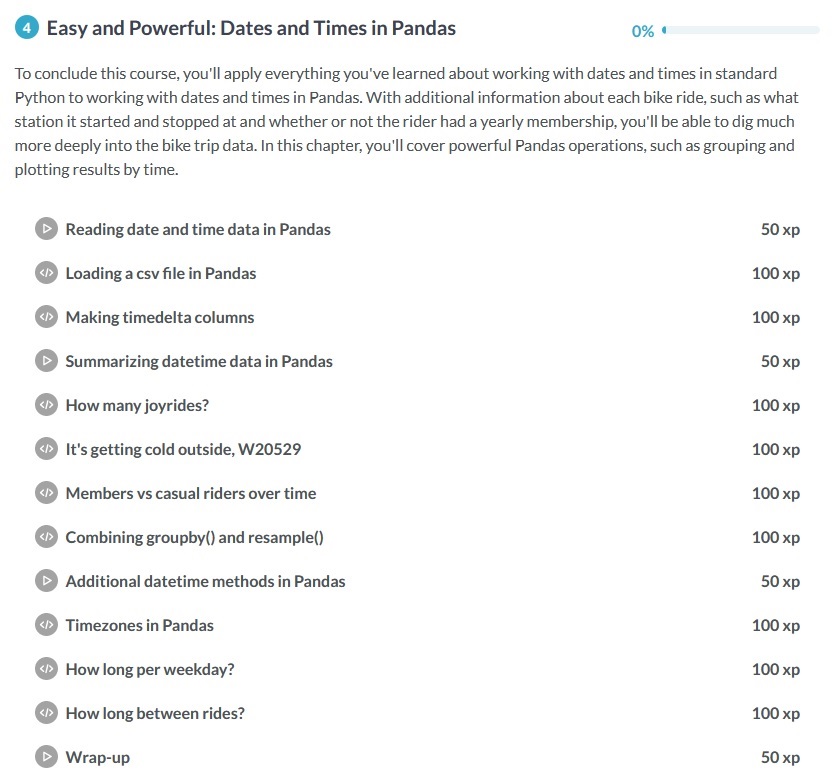 4 Easy and Powerful: Dates and Times in Pandas 0%
To conclude this course, you'll apply everything you've learned about working with dates and times in standard
Python to working with dates and times in Pandas. With additional information about each bike ride, such as what
station it started and stopped at and whether or not the rider had a yearly membership, you'll be able to dig much
more deeply into the bike trip data. In this chapter, you'll cover powerful Pandas operations, such as grouping and
plotting results by time.
Reading date and time data in Pandas 50 xp
</> Loading a csv file in Pandas 100 xp
</> Making timedelta columns 100 xp
Summarizing datetime data in Pandas 50 xp
</> How many joyrides? 100 xp
</> It's getting cold outside, W20529 100 xp
</> Members vs casual riders over time 100 xp
</> Combining groupby() and resample() 100 xp
Additional datetime methods in Pandas 50 xp
</> Timezones in Pandas 100 xp
</> How long per weekday? 100 xp
</> How long between rides? 100 xp
Wrap-up 50 xp